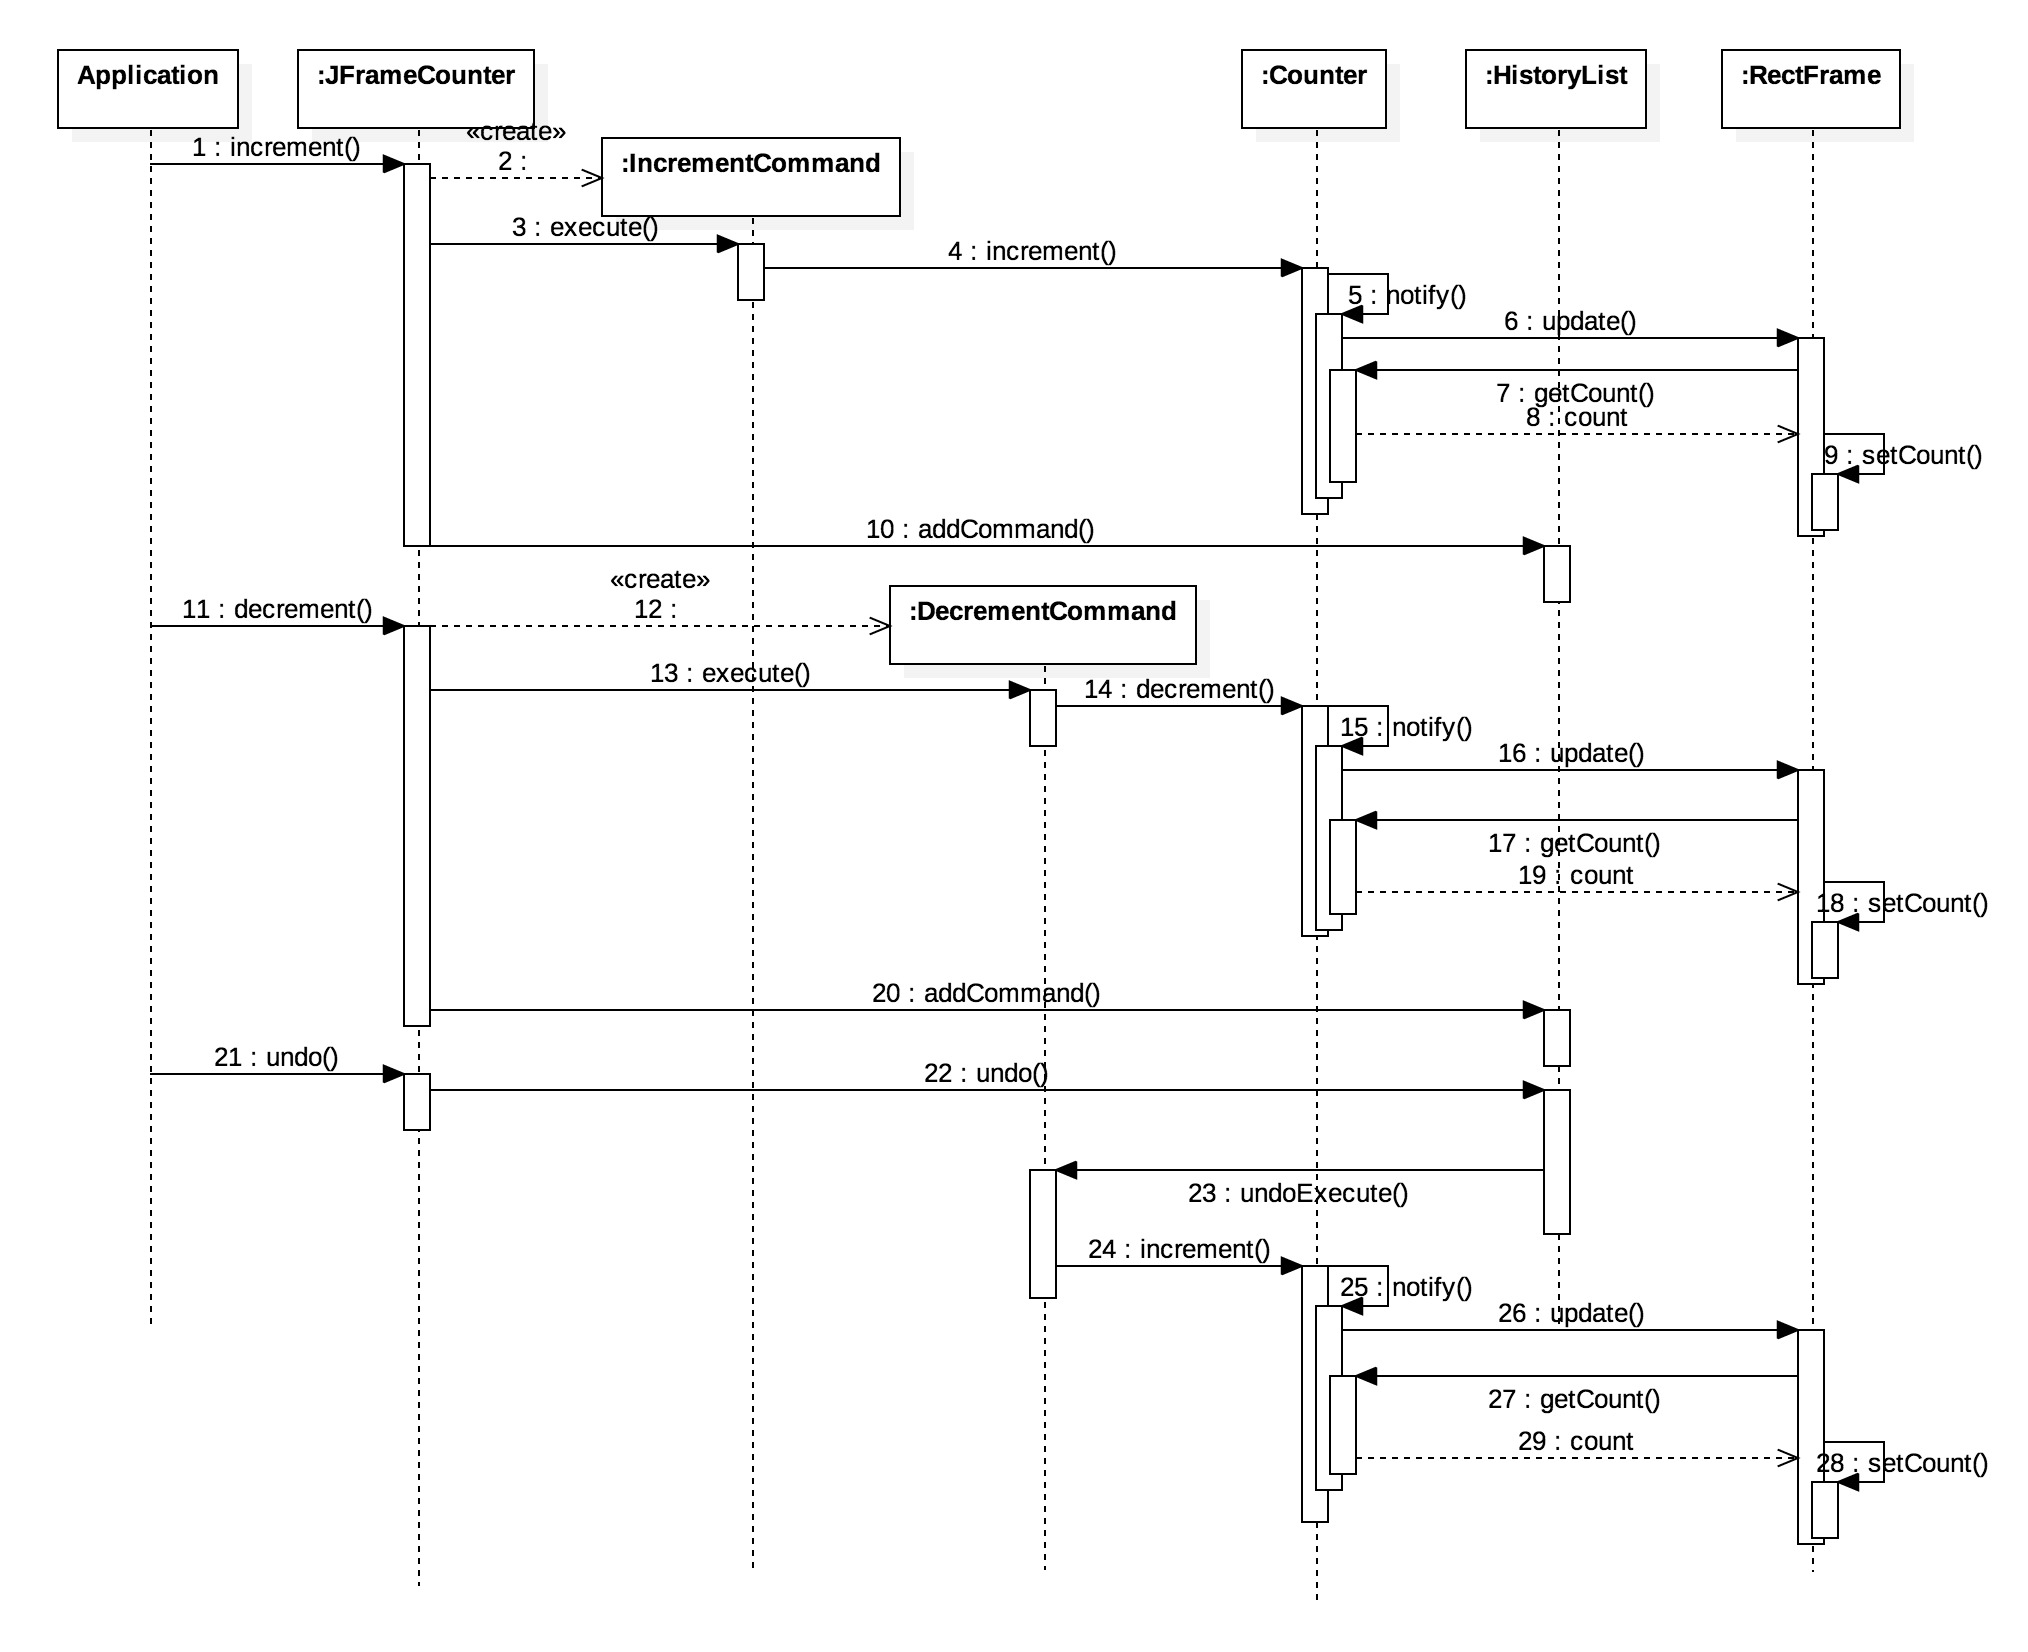 Application
:JFrameCounter
:Counter
:HistoryList
:RectFrame
«create»
1 : increment()
2 :
:IncrementCommand
3 : execute()
4 : increment()
5 : notify()
6 : update()
7 : getCount()
8 : count
9 : setCount()
10 : addCommand()
«create»
11 : decrement()
12 :
:DecrementCommand
13 : execute()
14 : decrement()
15 : notify()
16 : update()
17 : getCount()
19 : count
18 : setCount()
20 : addCommand()
21 : undo()
22 : undo()
23 : undoExecute()
24 : increment()
25 : notify()
26 : update()
27 : getCount()
29 : count
28 : setCount()